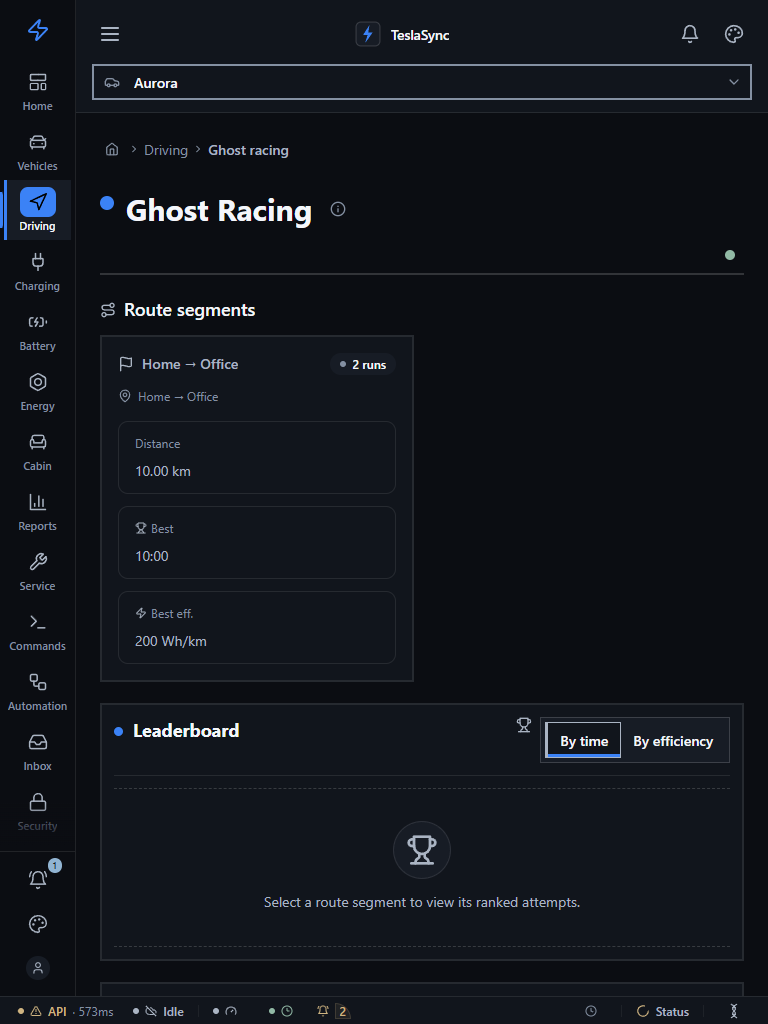 TeslaSync
Aurora
Home
Vehicles
Driving
Charging
Battery
Energy
Cabin
Reports
Service
Commands
Automation
Inbox
Security
1
Driving
Ghost racing
Ghost Racing
Route segments
Home → Office
2 runs
Home → Office
Distance
10.00 km
Best
10:00
Best eff.
200 Wh/km
Leaderboard
By time
By efficiency
Select a route segment to view its ranked attempts.
API · 573ms
Idle
2
Status